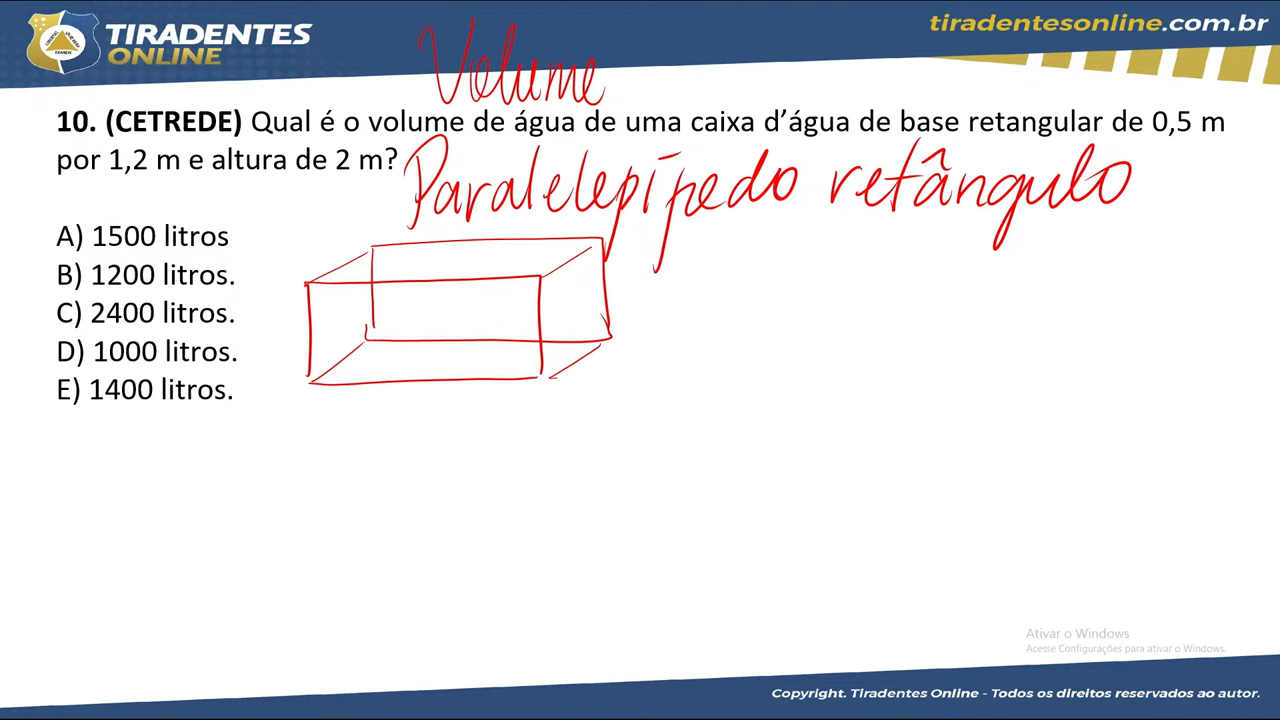 TIRADENTES
ONLINE
tiradentesonline.com.br
Volume
10. (CETREDE) Qual é o volume de água de uma caixa d’água de base retangular de 0,5 m
por 1,2 m e altura de 2 m?
Paralelepípedo retângulo
A) 1500 litros
B) 1200 litros.
C) 2400 litros.
D) 1000 litros.
E) 1400 litros.
Ativar o Windows
Acesse Configurações para ativar o Windows.
Copyright. Tiradentes Online - Todos os direitos reservados ao autor.